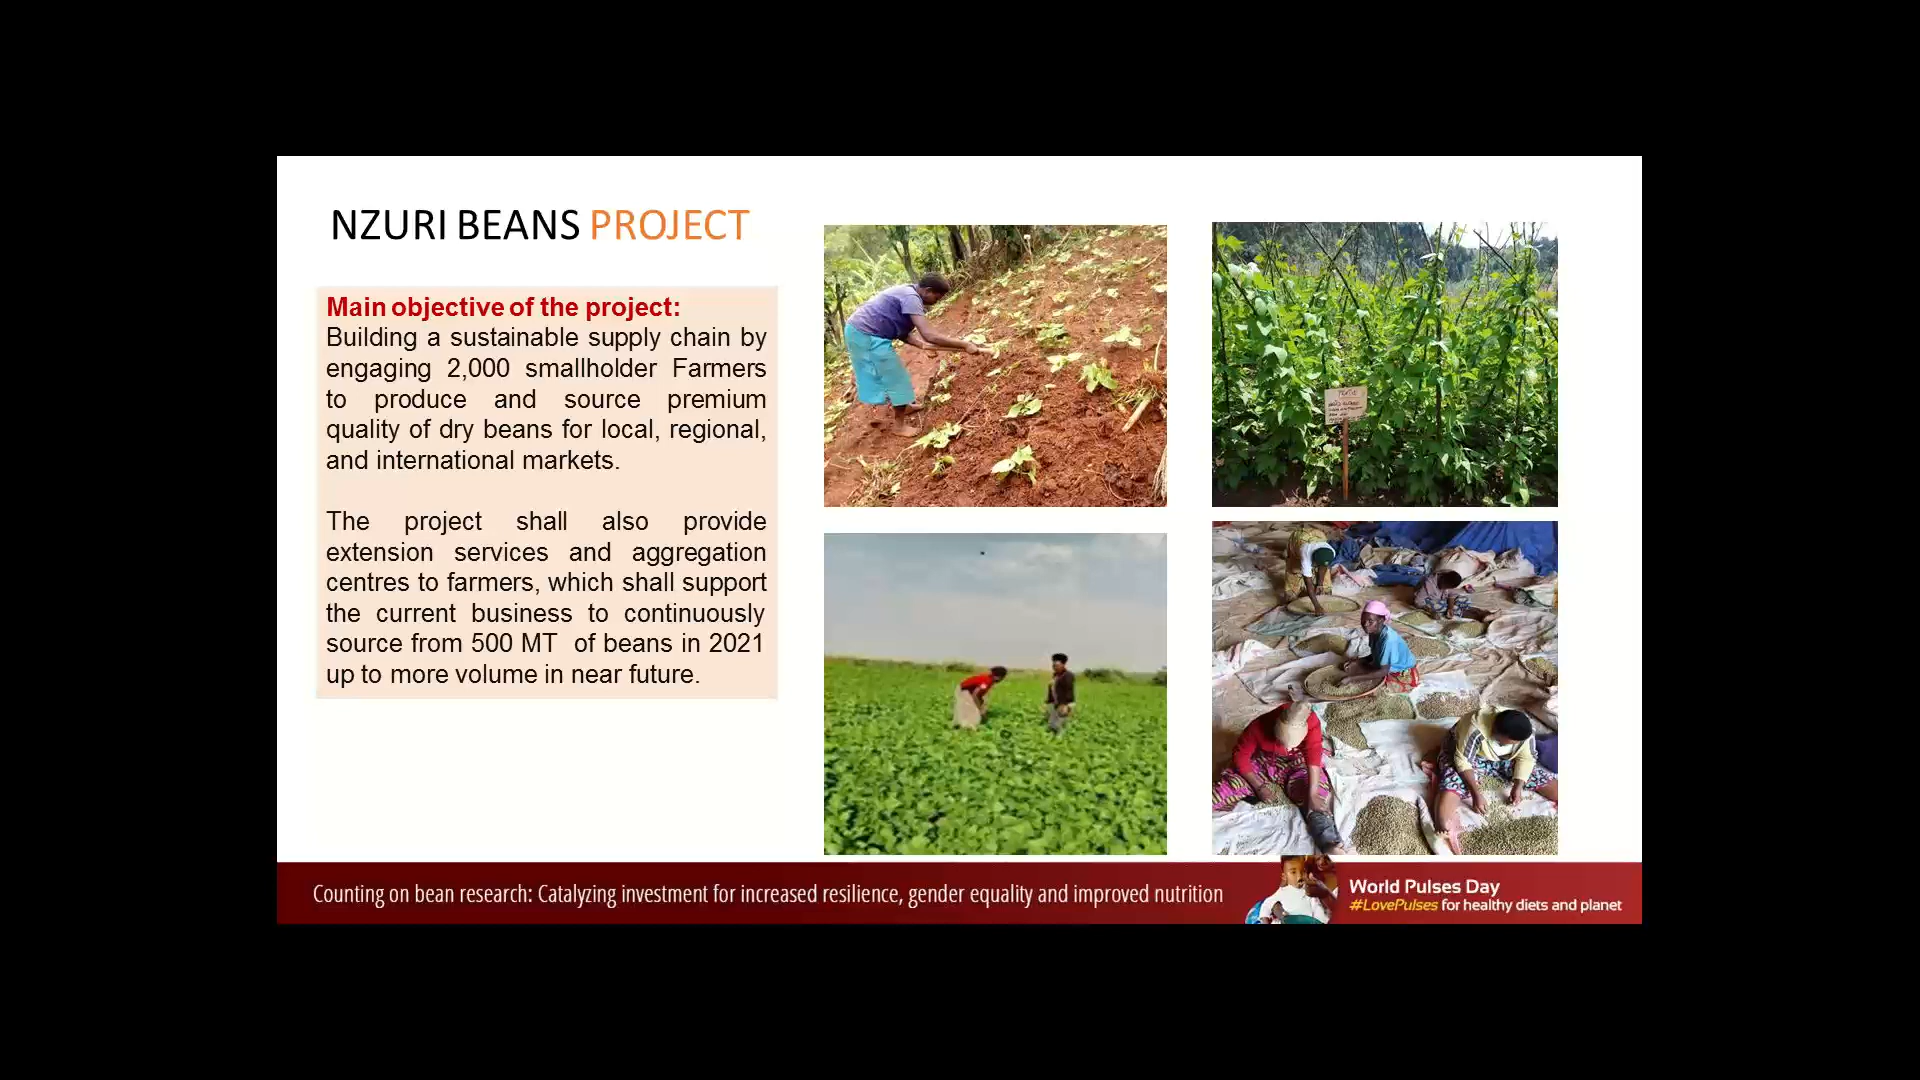 NZURI BEANS PROJECT
Main objective of the project:
Building a sustainable supply chain by
engaging 2,000 smallholder Farmers
to produce and source premium
quality of dry beans for local, regional,
and international markets.
The project shall also provide
extension services and aggregation
centres to farmers, which shall support
the current business to continuously
source from 500 MT of beans in 2021
up to more volume in near future.
Counting on bean research: Catalyzing investment for increased resilience, gender equality and improved nutrition
World Pulses Day
#LovePulses for healthy diets and planet